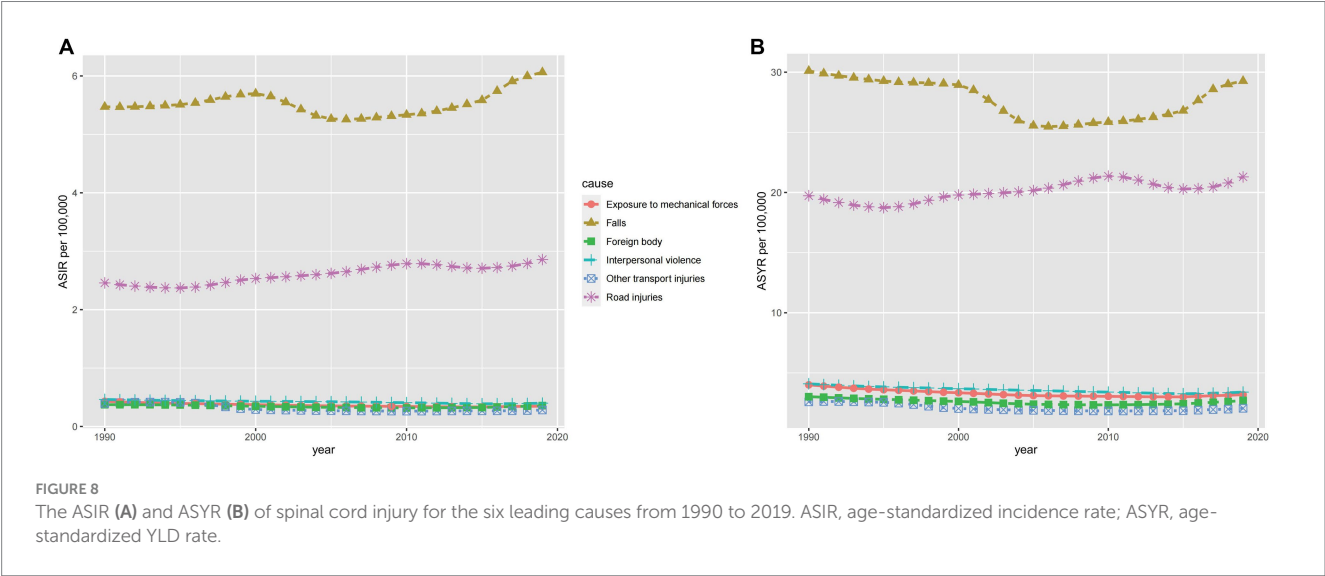 A
B
6
4
2
0
ASIR per 100,000
1990
2000
2010
2020
year
cause
Exposure to mechanical forces
Falls
Foreign body
Interpersonal violence
Other transport injuries
Road injuries
30
20
10
ASYR per 100,000
1990
2000
2010
2020
year
FIGURE 8
The ASIR (A) and ASYR (B) of spinal cord injury for the six leading causes from 1990 to 2019. ASIR, age-standardized incidence rate; ASYR, age-
standardized YLD rate.